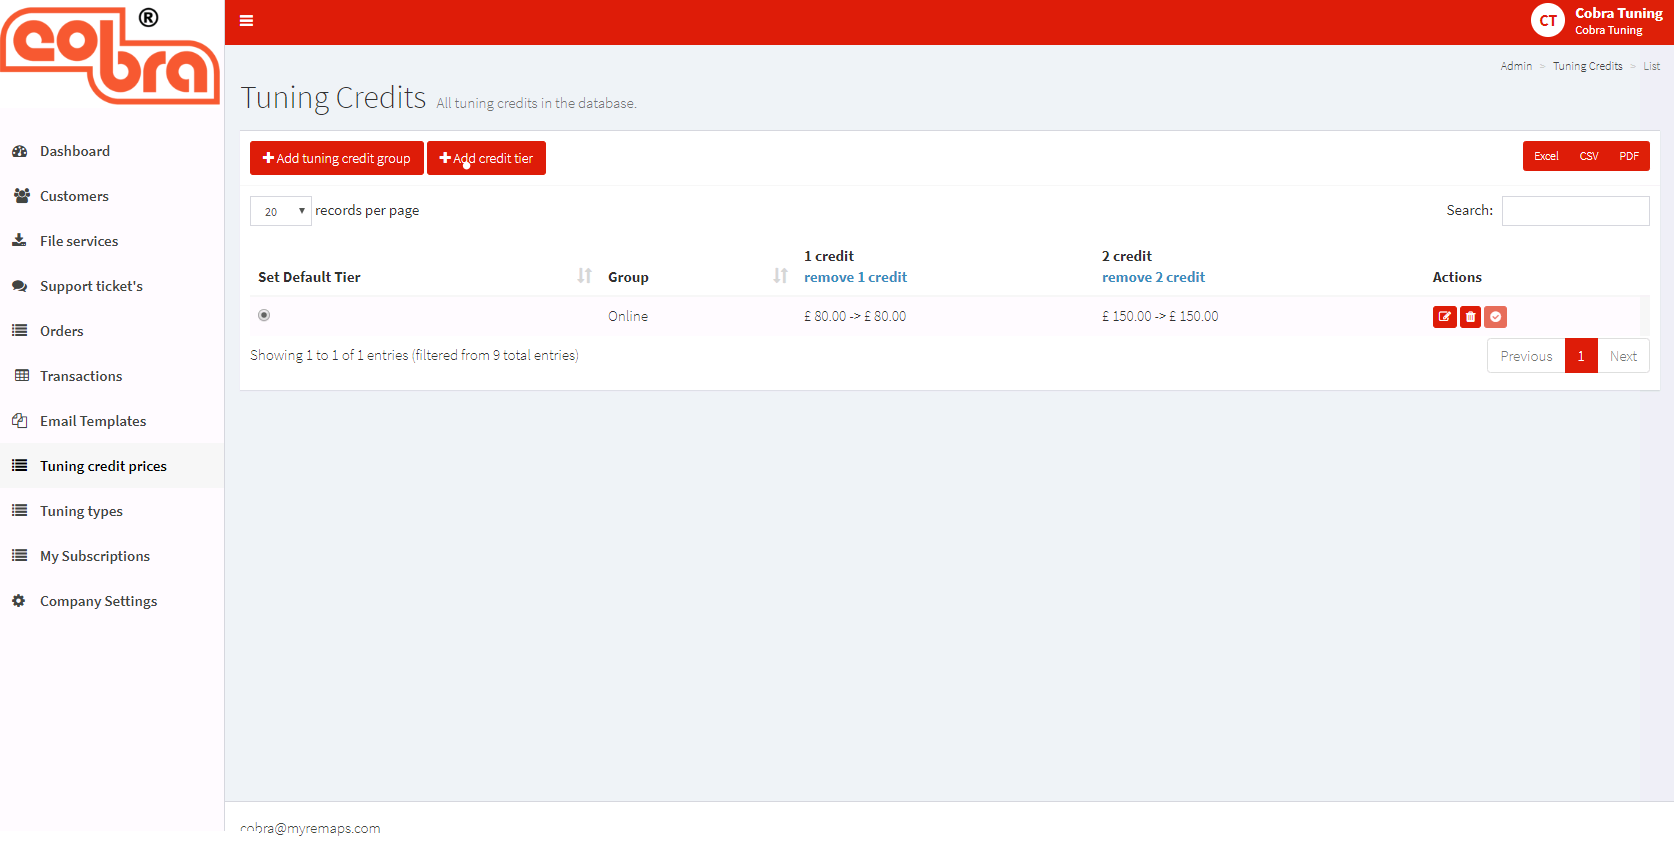 cobra®
CT
Cobra Tuning
Cobra Tuning
Admin > Tuning Credits > List
Tuning Credits All tuning credits in the database.
Dashboard
Customers
File services
Support ticket's
Orders
Transactions
Email Templates
Tuning credit prices
Tuning types
My Subscriptions
Company Settings
Add tuning credit group
Add credit tier
Excel CSV PDF
20 records per page
Search:
1 credit 2 credit
Set Default Tier Group remove 1 credit remove 2 credit Actions
Online £ 80.00 -> £ 80.00 £ 150.00 -> £ 150.00
Showing 1 to 1 of 1 entries (filtered from 9 total entries)
Previous 1 Next
cobra@myremaps.com